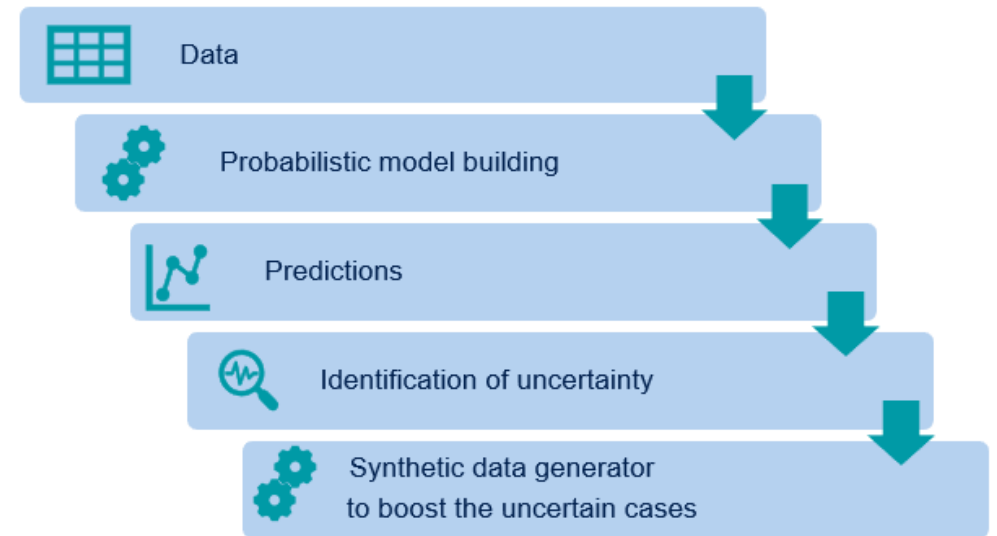 Data
Probabilistic model building
Predictions
Identification of uncertainty
Synthetic data generator
to boost the uncertain cases